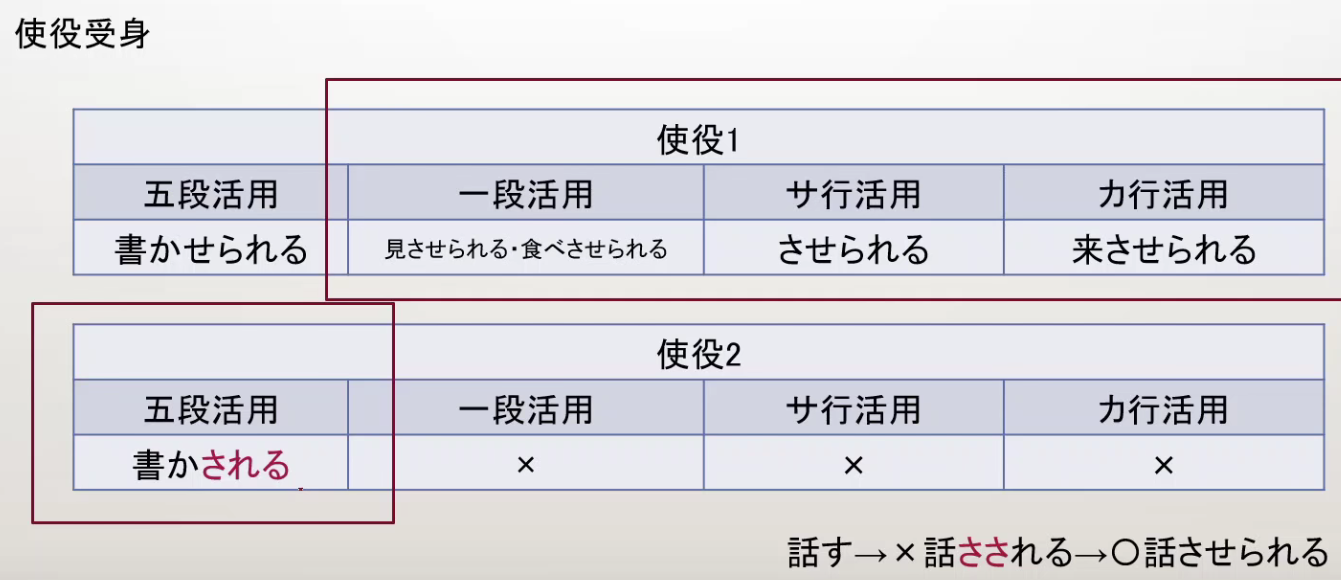 使役受身
使役1
五段活用 一段活用 サ行活用 カ行活用
書かせられる 見させられる・食べさせられる させられる 来させられる
使役2
五段活用 一段活用 サ行活用 カ行活用
書かされる × × ×
話す→×話さされる→〇話させられる